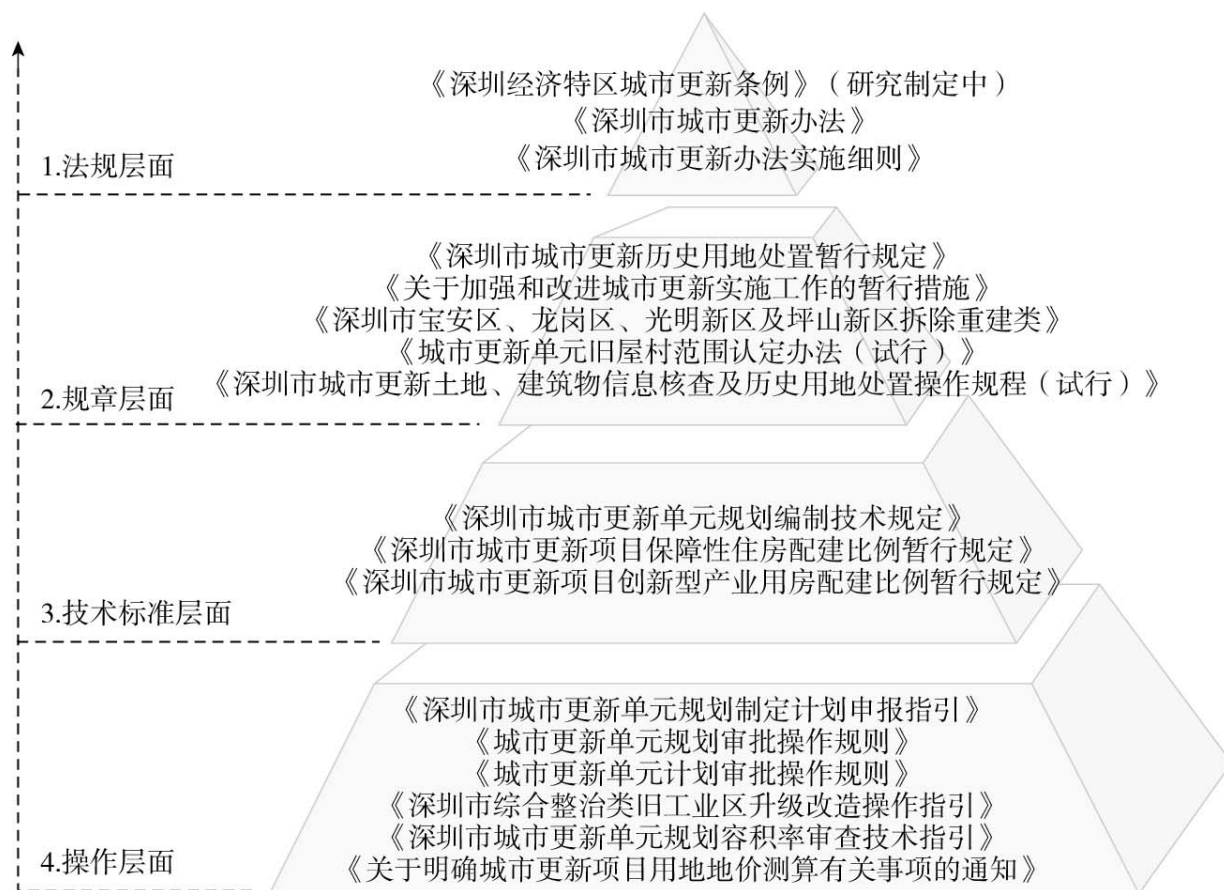 《深圳经济特区城市更新条例》（研究制定中）
《深圳市城市更新办法》
《深圳市城市更新办法实施细则》
1.法规层面
《深圳市城市更新历史用地处置暂行规定》
《关于加强和改进城市更新实施工作的暂行措施》
《深圳市宝安区、龙岗区、光明新区及坪山新区拆除重建类》
《城市更新单元旧屋村范围认定办法（试行）》
《深圳市城市更新土地、建筑物信息核查及历史用地处置操作规程（试行）》
2.规章层面
《深圳市城市更新单元规划编制技术规定》
《深圳市城市更新项目保障性住房配建比例暂行规定》
《深圳市城市更新项目创新型产业用房配建比例暂行规定》
3.技术标准层面
《深圳市城市更新单元规划制定计划申报指引》
《城市更新单元规划审批操作规则》
《城市更新单元计划审批操作规则》
《深圳市综合整治类旧工业区升级改造操作指引》
《深圳市城市更新单元规划容积率审查技术指引》
《关于明确城市更新项目用地地价测算有关事项的通知》
4.操作层面